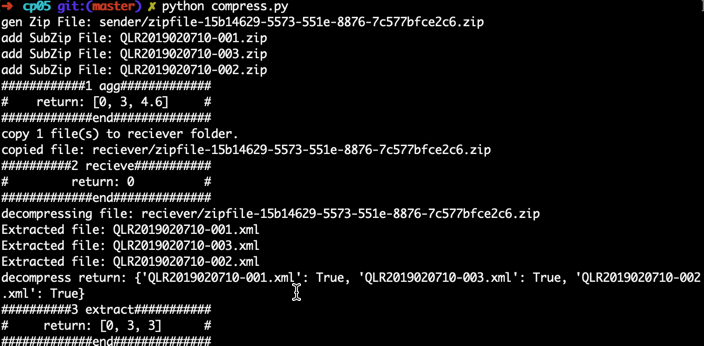 ➜ cp05 git:(master) ✗ python compress.py
gen Zip File: sender/zipfile-15b14629-5573-551e-8876-7c577bfce2c6.zip
add SubZip File: QLR2019020710-001.zip
add SubZip File: QLR2019020710-003.zip
add SubZip File: QLR2019020710-002.zip
############1 agg#############
#    return: [0, 3, 4.6]     #
#############end##############
copy 1 file(s) to reciever folder.
copied file: reciever/zipfile-15b14629-5573-551e-8876-7c577bfce2c6.zip
##########2 recieve###########
#         return: 0          #
#############end##############
decompressing file: reciever/zipfile-15b14629-5573-551e-8876-7c577bfce2c6.zip
Extracted file: QLR2019020710-001.xml
Extracted file: QLR2019020710-003.xml
Extracted file: QLR2019020710-002.xml
decompress return: {'QLR2019020710-001.xml': True, 'QLR2019020710-003.xml': True, 'QLR2019020710-002
.xml': True}
##########3 extract###########
#     return: [0, 3, 3]      #
#############end##############